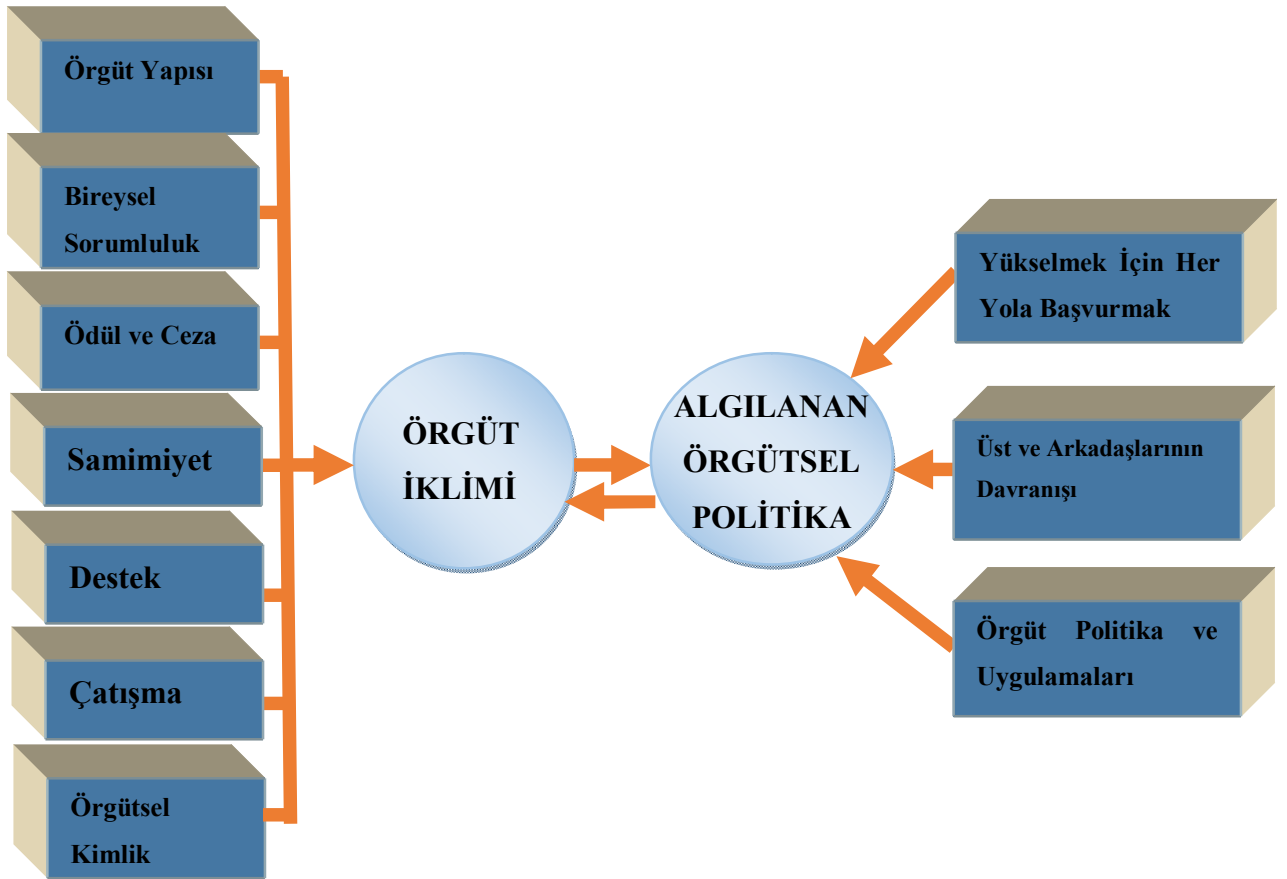 Örgüt Yapısı
Bireysel
Sorumluluk
Ödül ve Ceza
Samimiyet
Destek
Çatışma
Örgütsel
Kimlik
ÖRGÜT
İKLİMİ
ALGILANAN
ÖRGÜTSEL
POLİTİKA
Yükselmek İçin Her
Yola Başvurmak
Üst ve Arkadaşlarının
Davranışı
Örgüt Politika ve
Uygulamaları